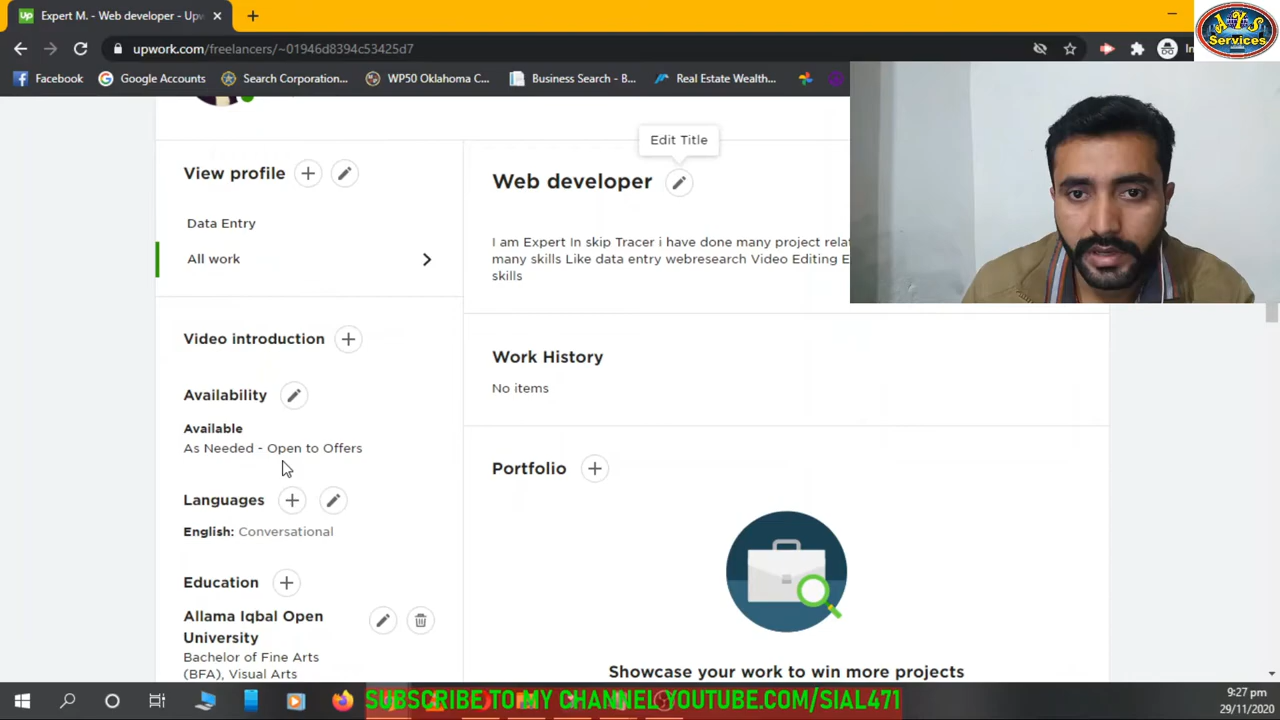 Expert M. - Web developer - Upw
upwork.com/freelancers/~01946d8394c53425d7
Facebook
Google Accounts
Search Corporation...
WP50 Oklahoma C...
Business Search - B...
Real Estate Wealth...
AYS
Services
Edit Title
View profile
Data Entry
All work
Video introduction
Availability
Available
As Needed - Open to Offers
Languages
English: Conversational
Education
Allama Iqbal Open
University
Bachelor of Fine Arts
(BFA), Visual Arts
Web developer
I am Expert In skip Tracer i have done many project rela
many skills Like data entry webresearch Video Editing E
skills
Work History
No items
Portfolio
Showcase your work to win more projects
SUBSCRIBE TO MY CHANNEL YOUTUBE.COM/SIAL471
9:27 pm
29/11/2020